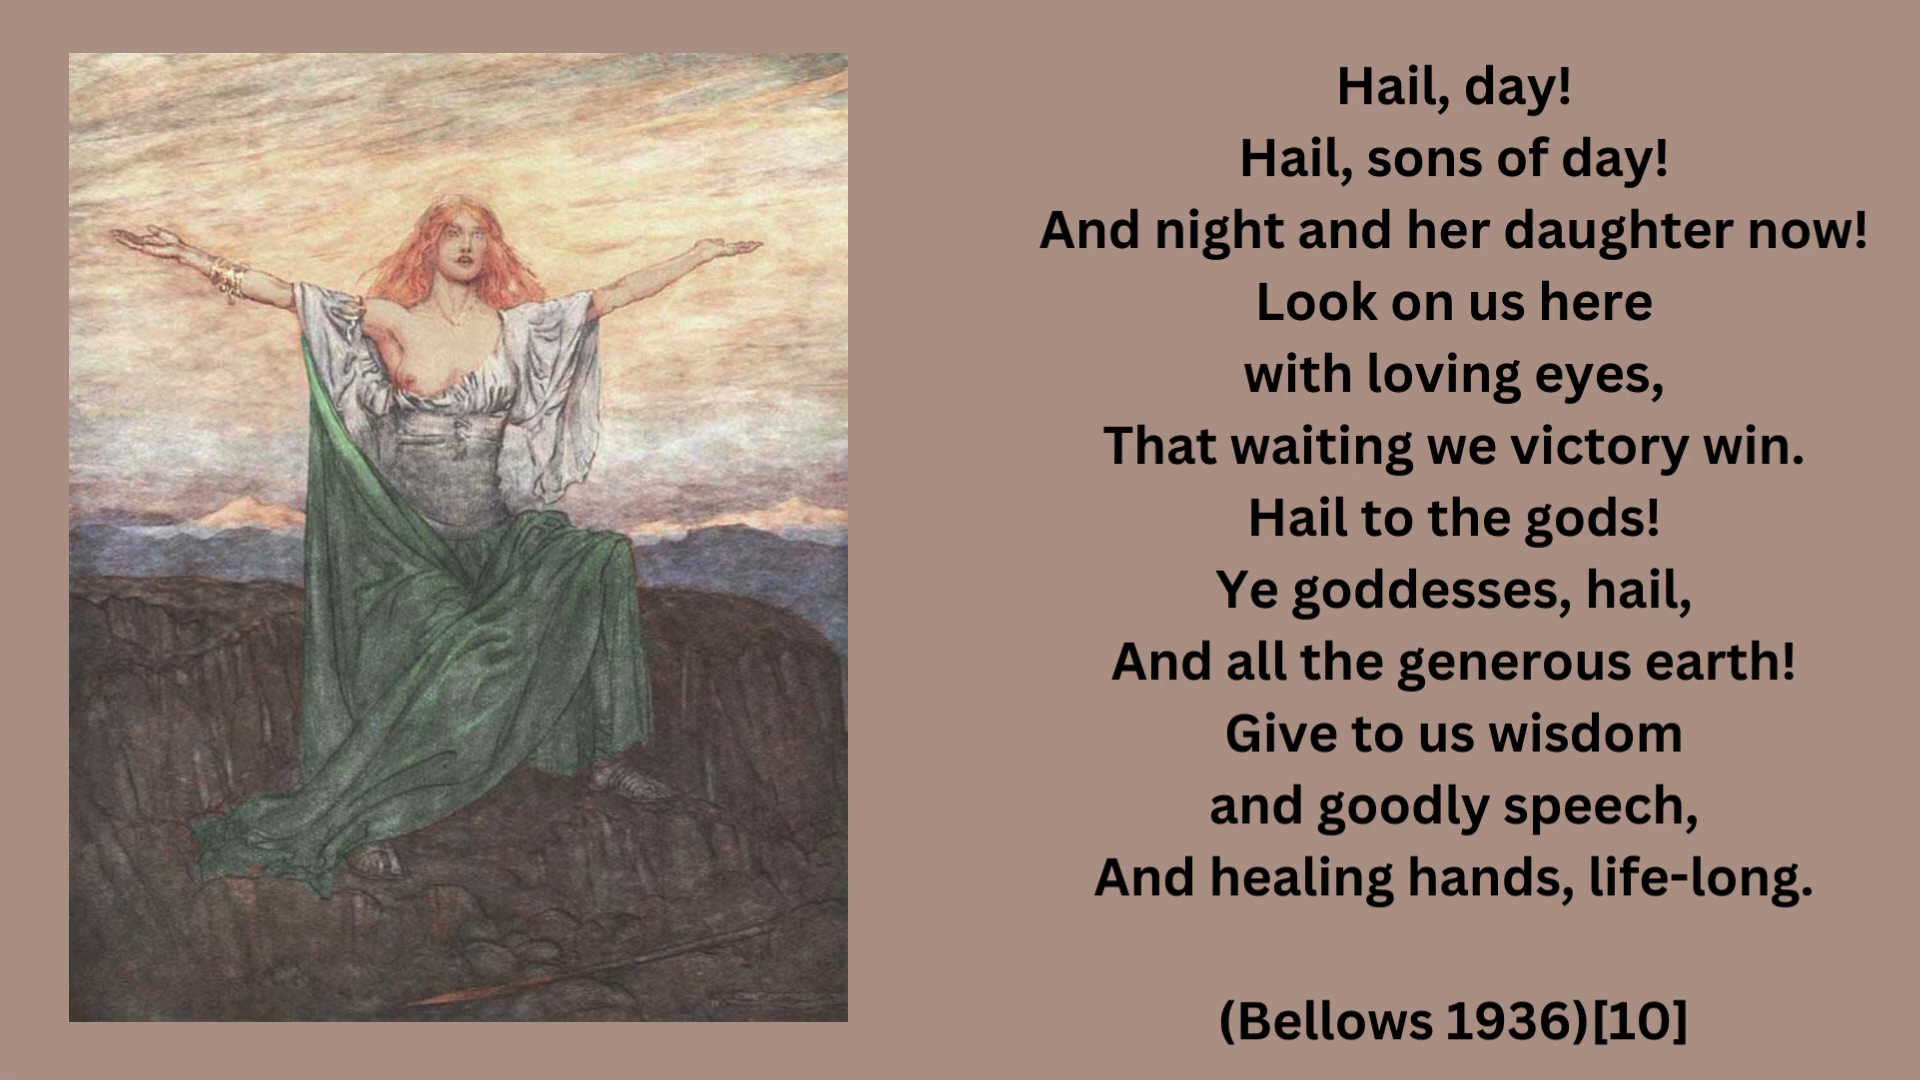 Hail, day!
Hail, sons of day!
And night and her daughter now!
Look on us here
with loving eyes,
That waiting we victory win.
Hail to the gods!
Ye goddesses, hail,
And all the generous earth!
Give to us wisdom
and goodly speech,
And healing hands, life-long.
(Bellows 1936)[10]